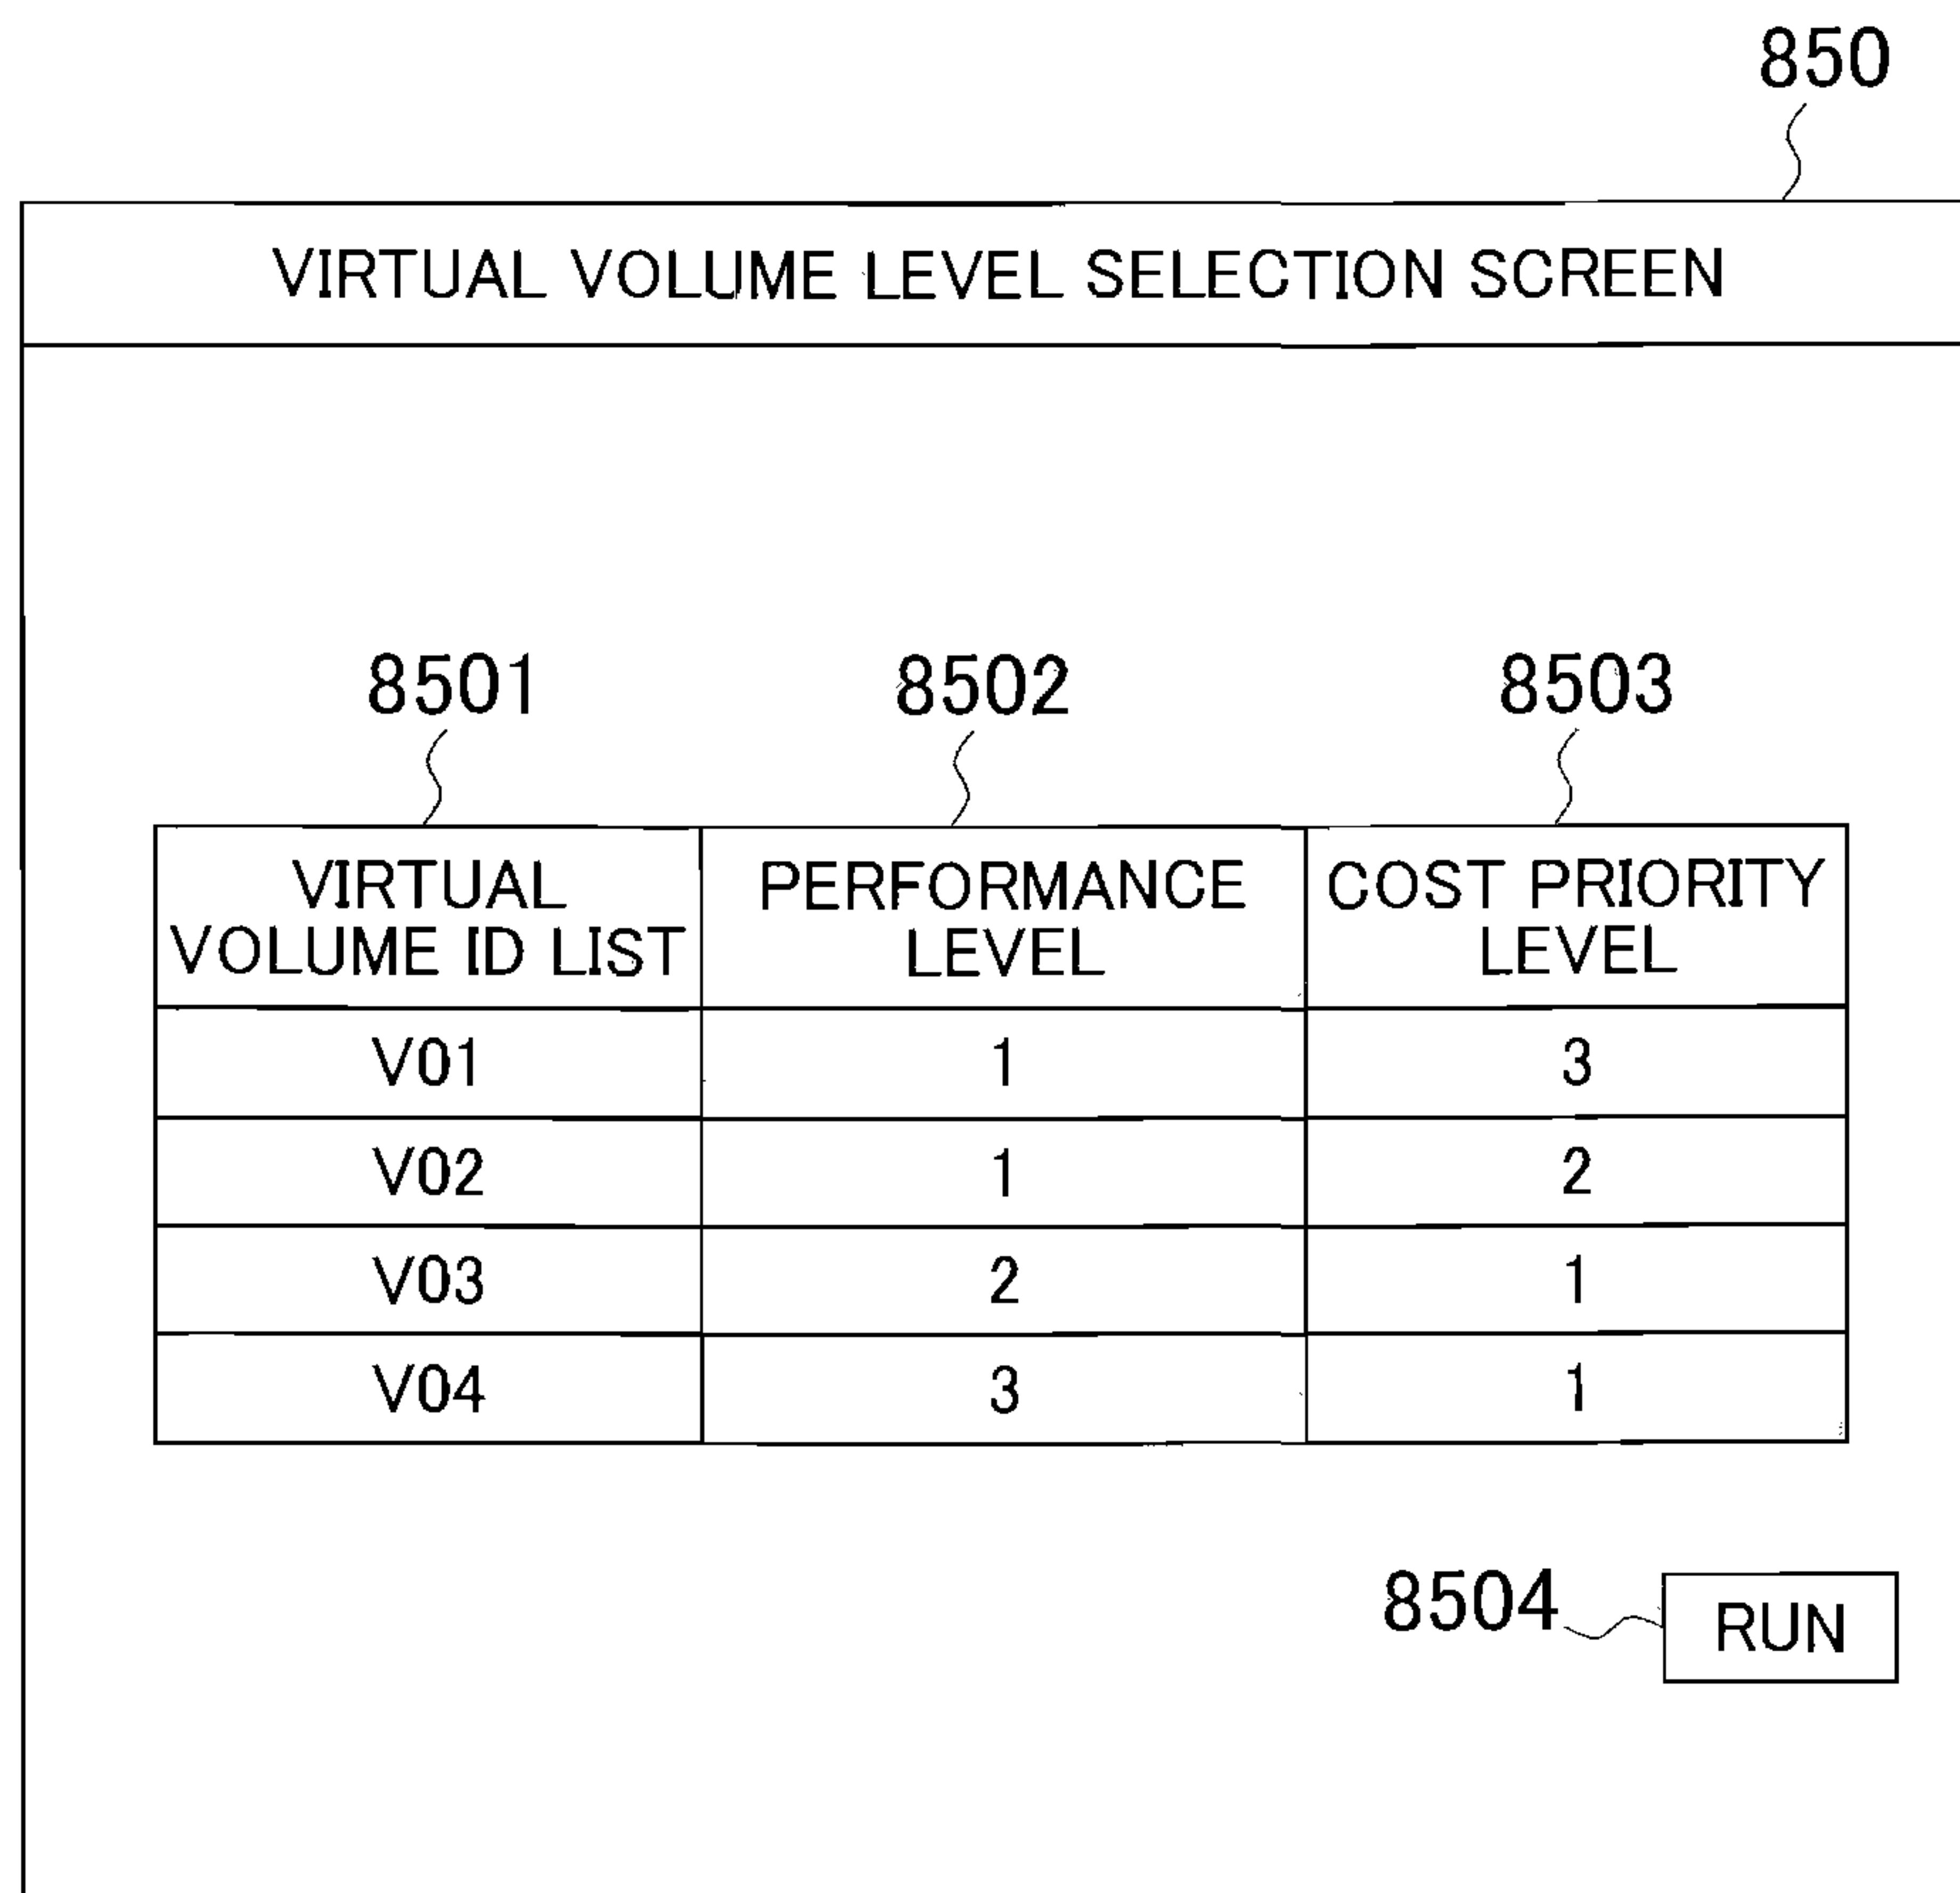 850
VIRTUAL VOLUME LEVEL SELECTION SCREEN
8501 8502 8503
VIRTUAL VOLUME ID LIST PERFORMANCE LEVEL COST PRIORITY LEVEL
V01 1 3
V02 1 2
V03 2 1
V04 3 1
8504 RUN